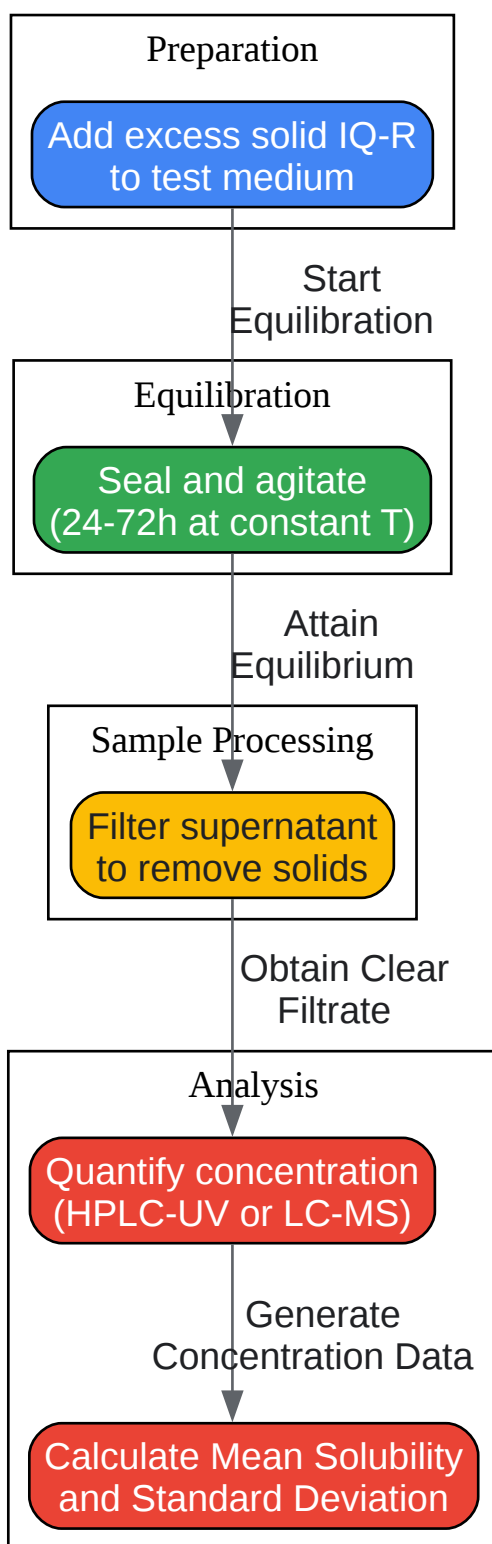 Preparation
Add excess solid IQ-R
to test medium
Start
Equilibration
Equilibration
Seal and agitate
(24-72h at constant T)
Attain
Equilibrium
Sample Processing
Filter supernatant
to remove solids
Obtain Clear
Filtrate
Analysis
Quantify concentration
(HPLC-UV or LC-MS)
Generate
Concentration Data
Calculate Mean Solubility
and Standard Deviation